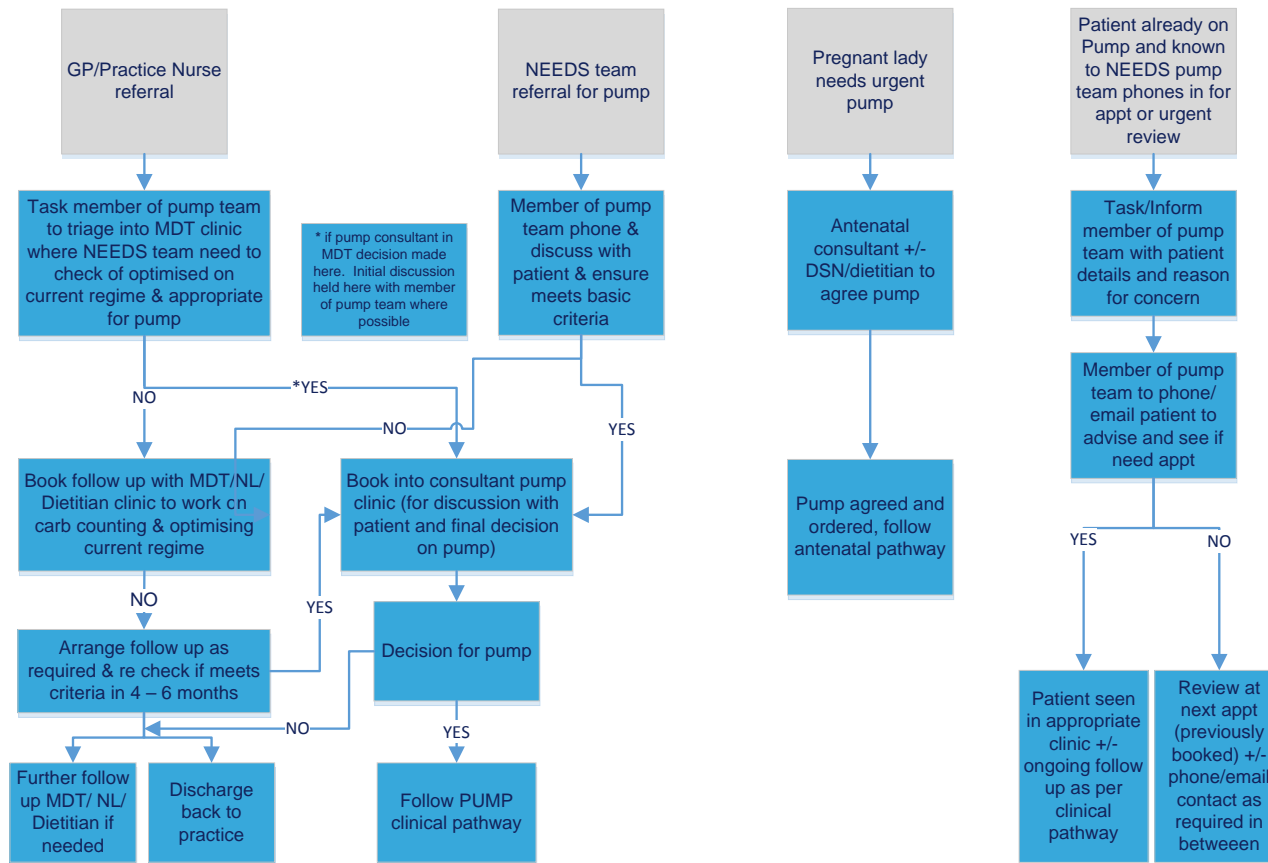 GP/Practice Nurse
referral
NEEDS team
referral for pump
Pregnant lady
needs urgent
pump
Patient already on
Pump and known
to NEEDS pump
team phones in for
appt or urgent
review
Task member of pump team
to triage into MDT clinic
where NEEDS team need to
check of optimised on
current regime & appropriate
for pump
* if pump consultant in
MDT decision made
here. Initial discussion
held here with member
of pump team where
possible
Member of pump
team phone &
discuss with
patient & ensure
meets basic
criteria
Antenatal
consultant +/-
DSN/dietitian to
agree pump
Task/Inform
member of pump
team with patient
details and reason
for concern
NO
*YES
NO
YES
Member of pump
team to phone/
email patient to
advise and see if
need appt
Book follow up with MDT/NL/
Dietitian clinic to work on
carb counting & optimising
current regime
Book into consultant pump
clinic (for discussion with
patient and final decision
on pump)
Pump agreed and
ordered, follow
antenatal pathway
YES
NO
NO
YES
Arrange follow up as
required & re check if meets
criteria in 4 – 6 months
Decision for pump
NO
YES
Further follow
up MDT/ NL/
Dietitian if
needed
Discharge
back to
practice
Follow PUMP
clinical pathway
Patient seen
in appropriate
clinic +/-
ongoing follow
up as per
clinical
pathway
Review at
next appt
(previously
booked) +/-
phone/email
contact as
required in
betweeen